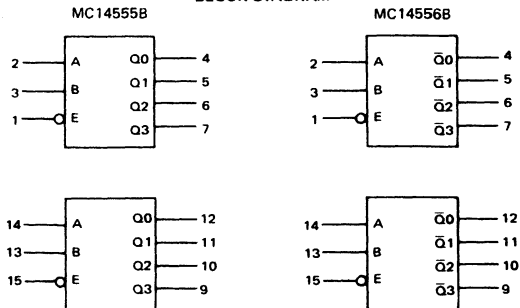 MC14555B
MC14556B
2 A Q0 4
3 B Q1 5
1 E Q2 6
Q3 7
2 A Q̅0 4
3 B Q̅1 5
1 E Q̅2 6
Q̅3 7
14 A Q0 12
13 B Q1 11
15 E Q2 10
Q3 9
14 A Q̅0 12
13 B Q̅1 11
15 E Q̅2 10
Q̅3 9